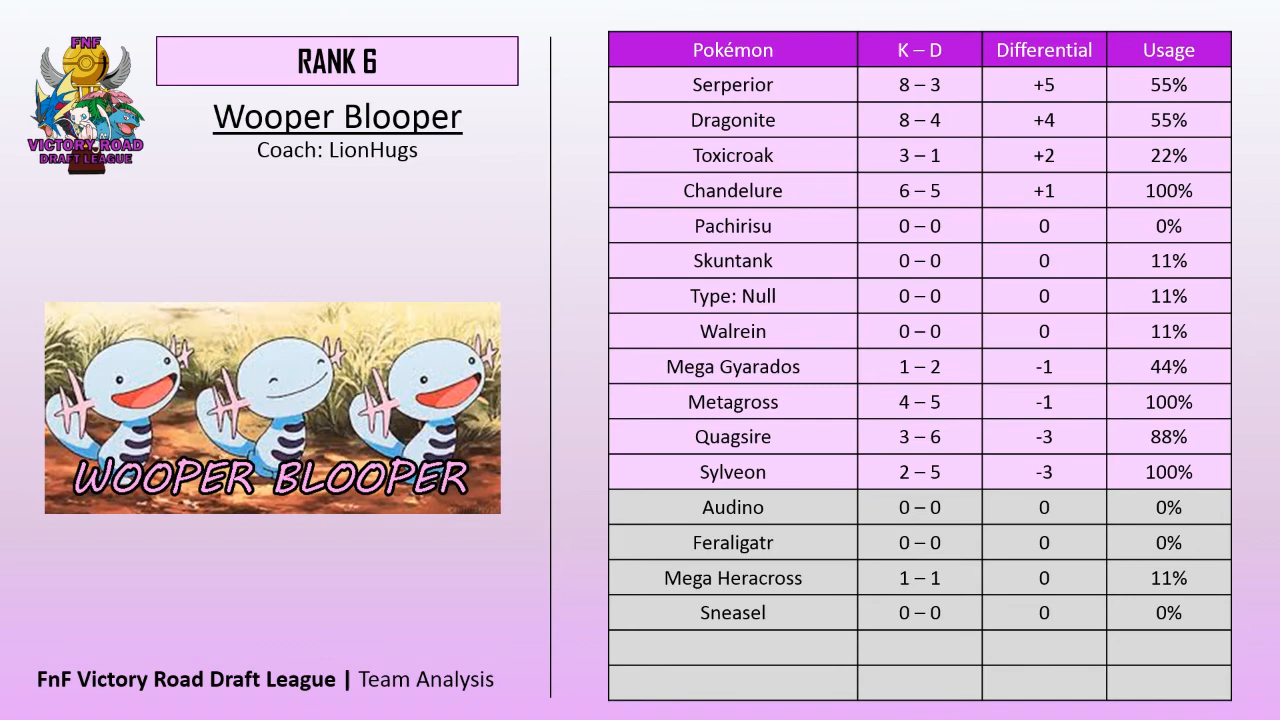 FNF
VICTORY ROAD
DRAFT LEAGUE
RANK 6
Wooper Blooper
Coach: LionHugs
WOOPER BLOOPER
FnF Victory Road Draft League | Team Analysis
Pokémon K – D Differential Usage
Serperior 8 – 3 +5 55%
Dragonite 8 – 4 +4 55%
Toxicroak 3 – 1 +2 22%
Chandelure 6 – 5 +1 100%
Pachirisu 0 – 0 0 0%
Skuntank 0 – 0 0 11%
Type: Null 0 – 0 0 11%
Walrein 0 – 0 0 11%
Mega Gyarados 1 – 2 -1 44%
Metagross 4 – 5 -1 100%
Quagsire 3 – 6 -3 88%
Sylveon 2 – 5 -3 100%
Audino 0 – 0 0 0%
Feraligatr 0 – 0 0 0%
Mega Heracross 1 – 1 0 11%
Sneasel 0 – 0 0 0%